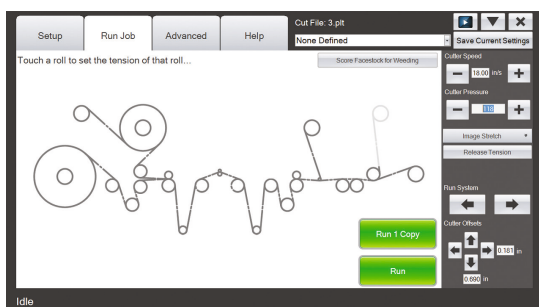 Setup
Run Job
Advanced
Help
Cut File: 3.plt
None Defined
Save Current Settings
Touch a roll to set the tension of that roll...
Score Facestock for Weeding
Cutter Speed
18.00 in/s
Cutter Pressure
118
Image Stretch
Release Tension
Run System
Cutter Offsets
0.181 in
0.690 in
Run 1 Copy
Run
Idle